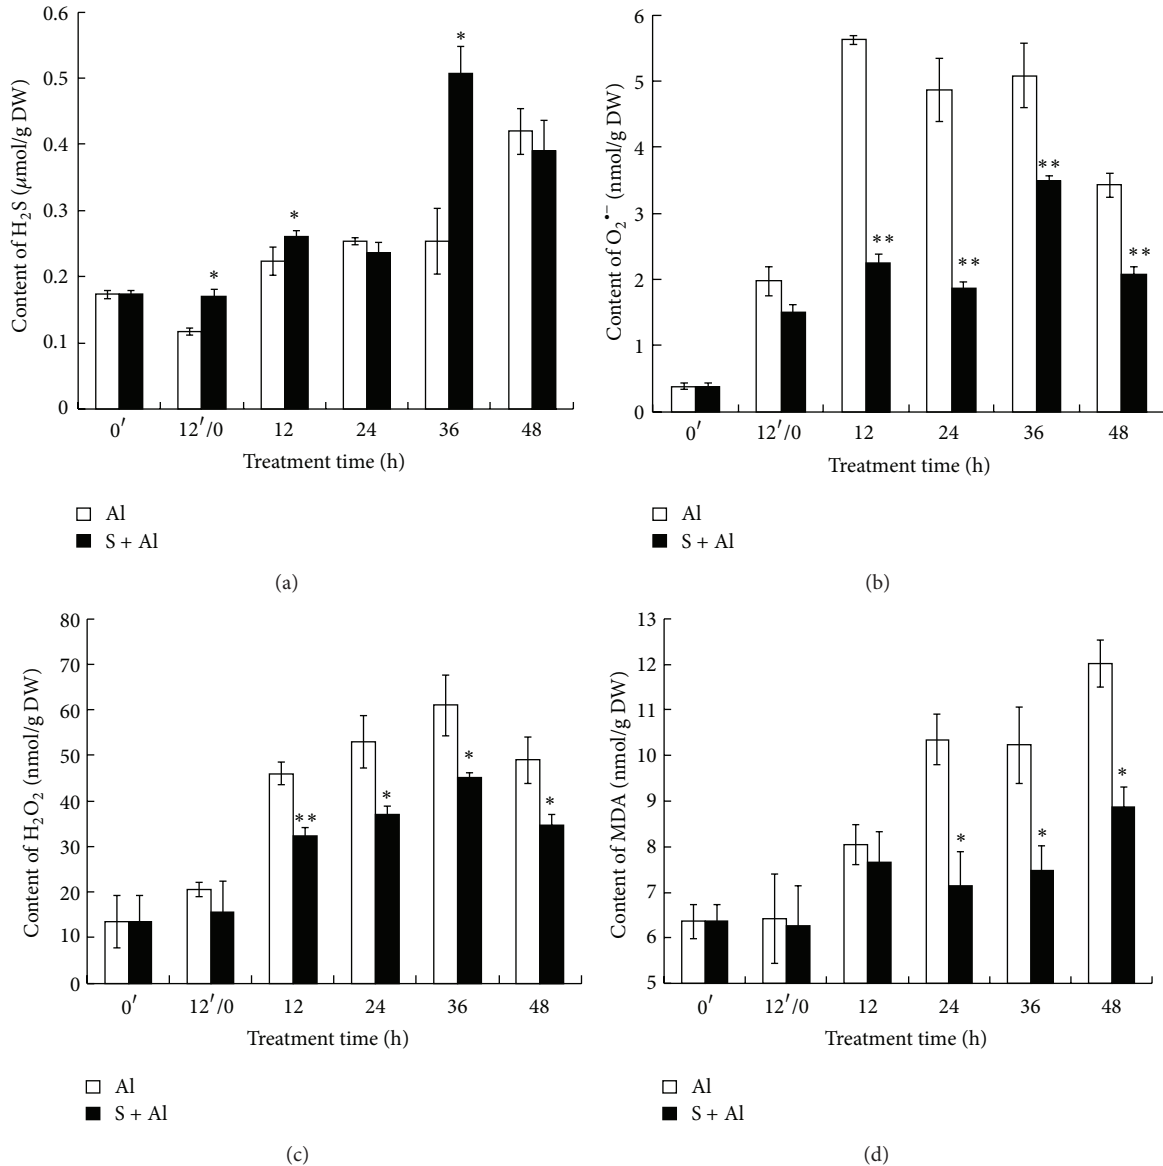 Content of H₂S (μmol/g DW)
0.6
0.5
0.4
0.3
0.2
0.1
0
*
*
*
*
0′ 12′/0 12 24 36 48
Treatment time (h)
Al
S + Al
(a)
Content of O₂•− (nmol/g DW)
6
5
4
3
2
1
0
**
**
**
**
0′ 12′/0 12 24 36 48
Treatment time (h)
Al
S + Al
(b)
Content of H₂O₂ (nmol/g DW)
80
70
60
50
40
30
20
10
0
**
*
*
*
0′ 12′/0 12 24 36 48
Treatment time (h)
Al
S + Al
(c)
Content of MDA (nmol/g DW)
13
12
11
10
9
8
7
6
5
*
*
*
0′ 12′/0 12 24 36 48
Treatment time (h)
Al
S + Al
(d)